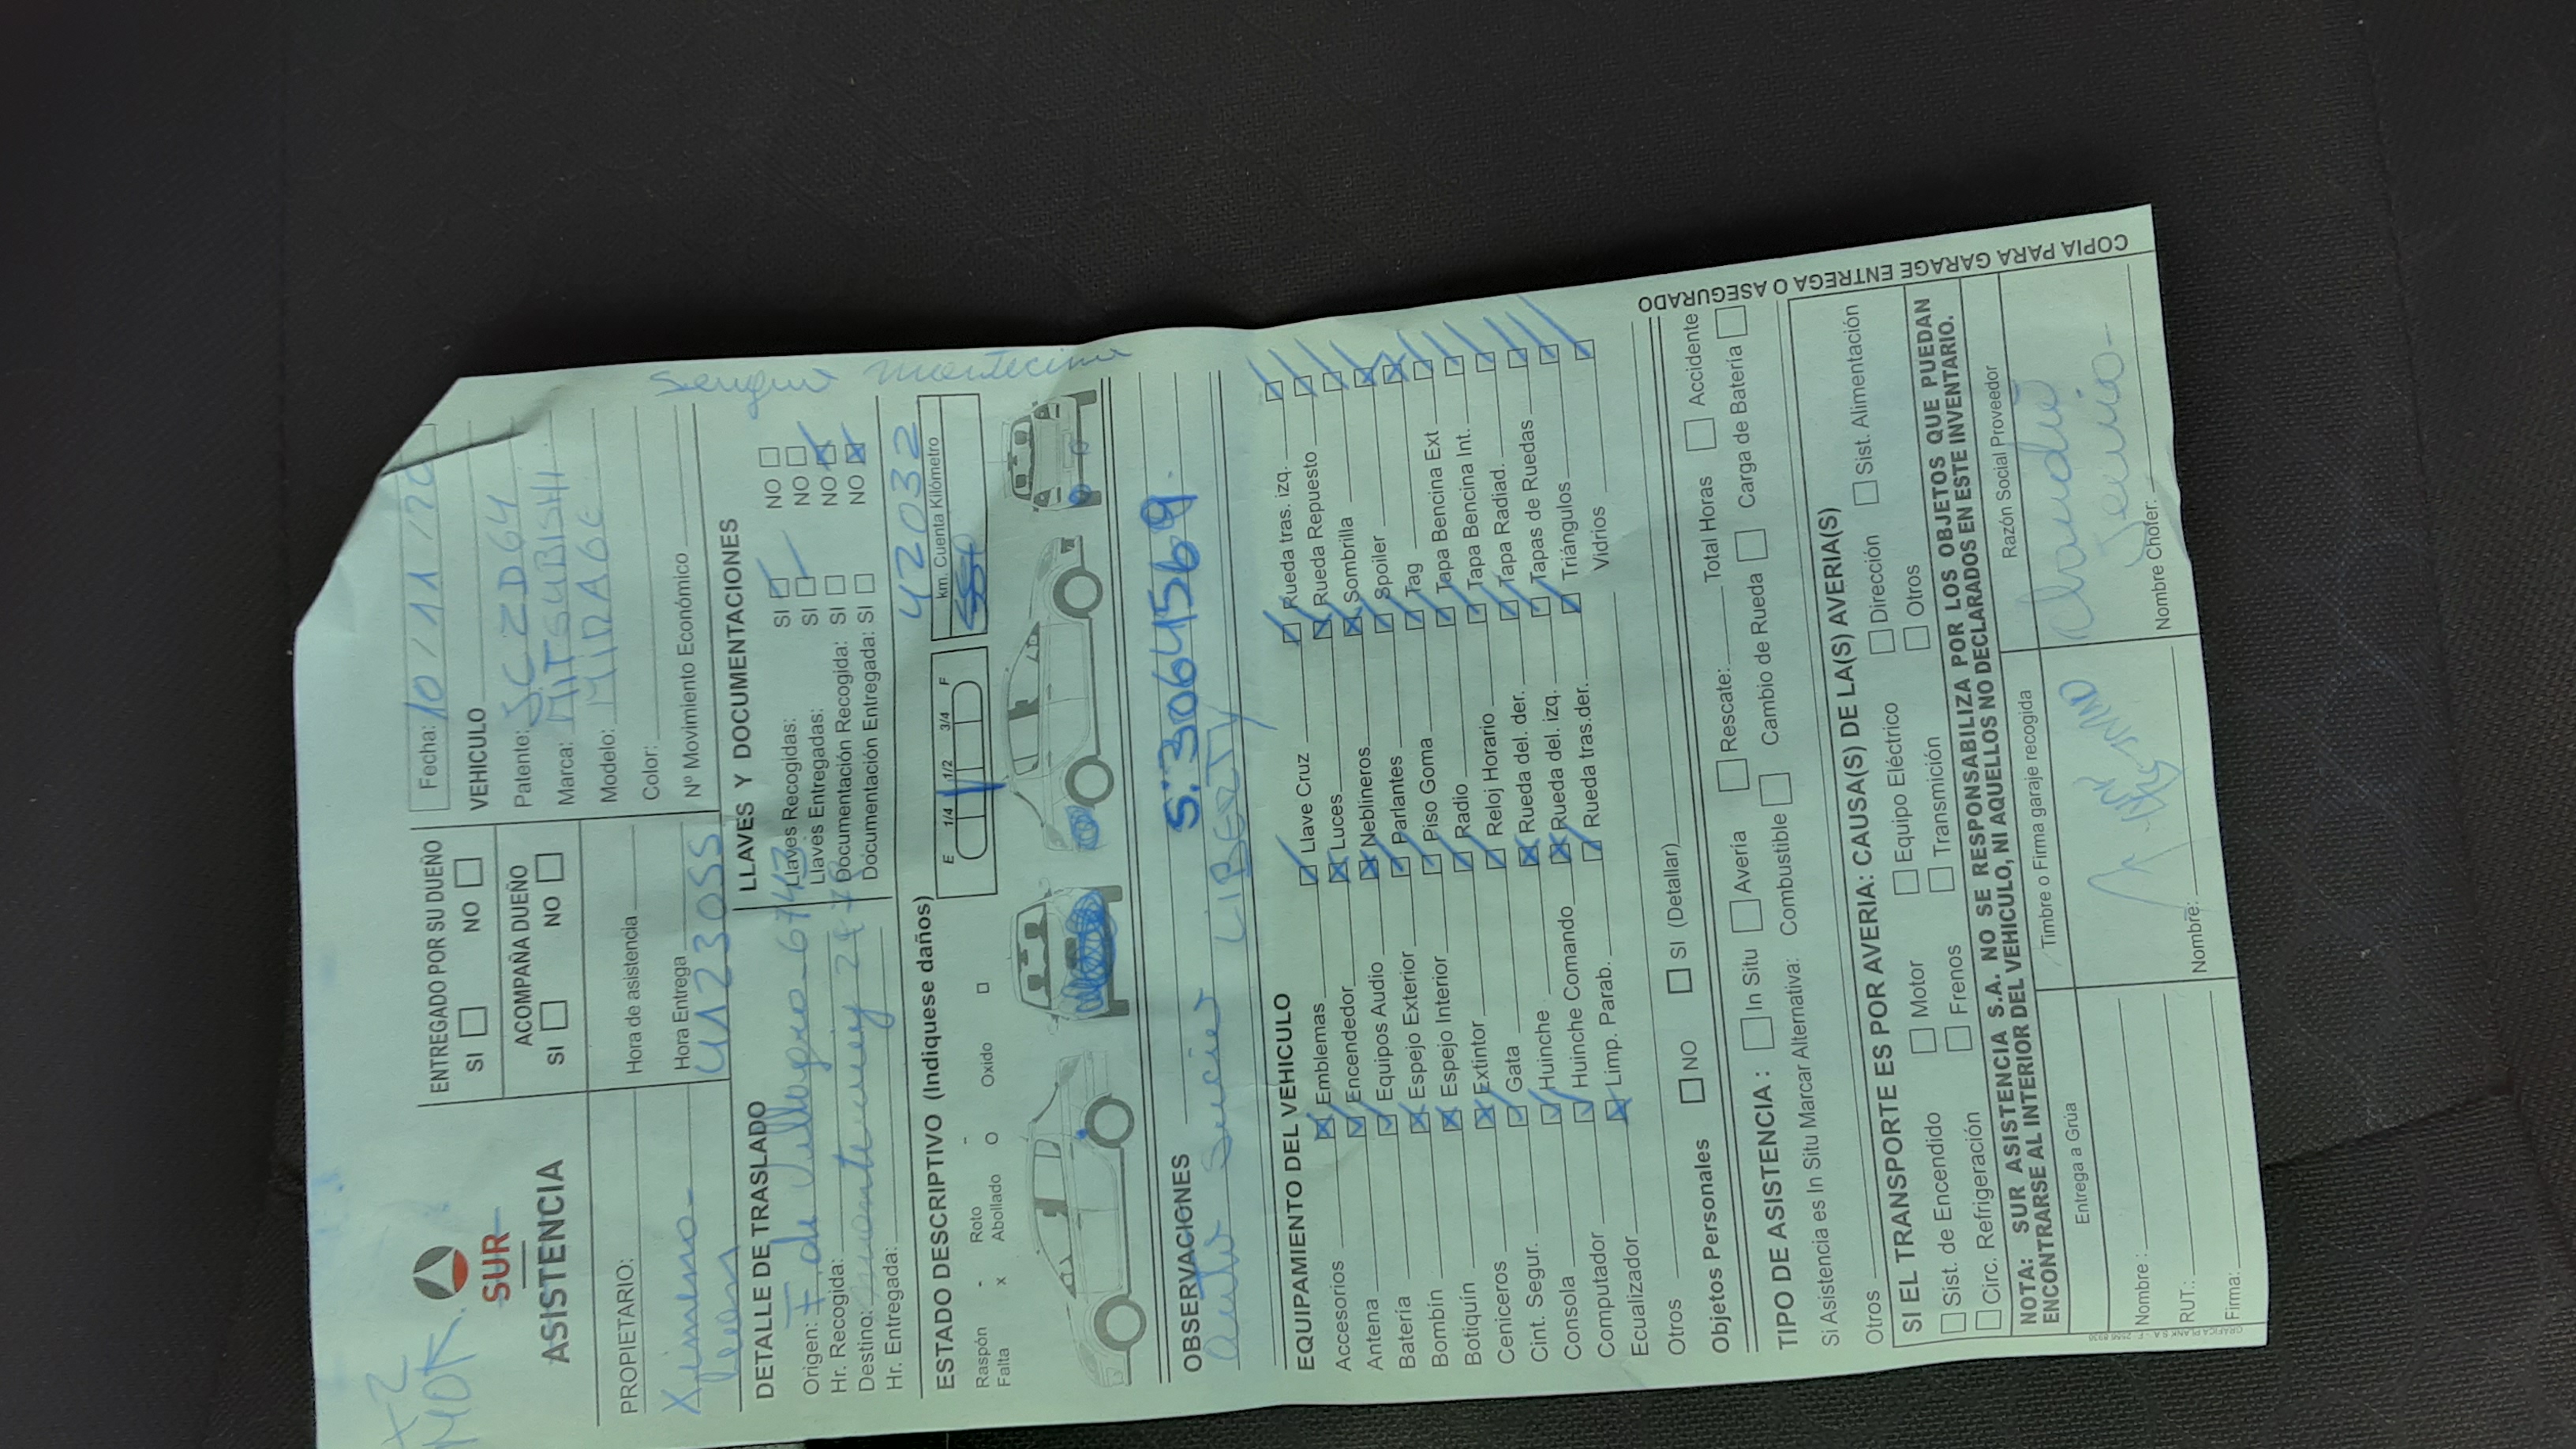 SUR
ASISTENCIA
ENTREGADO POR SU DUEÑO
SI NO
ACOMPAÑA DUEÑO
SI NO
Fecha: 10/11/20
VEHICULO
Patente: JCZD64
Marca: MITSUBISHI
Modelo: MIRAGE
Color:
Nº Movimiento Económico
PROPIETARIO:
Ximena
Hora de asistencia
Hora Entrega
DETALLE DE TRASLADO
Origen: F. de Villagra 6743
Hr. Recogida:
Destino:
Hr. Entregada:
LLAVES Y DOCUMENTACIONES
Llaves Recogidas: SI NO
Llaves Entregadas: SI NO
Documentación Recogida: SI NO
Documentación Entregada: SI NO
ESTADO DESCRIPTIVO (Indiquese daños)
E 1/4 1/2 3/4 F
42032
km. Cuenta Kilómetro
Raspón - Roto - Oxido
Falta x Abollado O
OBSERVACIONES
S: 30641569.
Auto Sucio LIBERTY
EQUIPAMIENTO DEL VEHICULO
Accesorios Emblemas Llave Cruz Rueda tras. izq.
Antena Encendedor Luces Rueda Repuesto
Batería Equipos Audio Neblineros Sombrilla
Bombín Espejo Exterior Parlantes Spoiler
Botiquín Espejo Interior Piso Goma Tag
Ceniceros Extintor Radio Tapa Bencina Ext
Cint. Segur. Gata Reloj Horario Tapa Bencina Int.
Consola Huinche Rueda del. der. Tapa Radiad.
Computador Huinche Comando Rueda del. izq. Tapas de Ruedas
Ecualizador Limp. Parab. Rueda tras.der. Triángulos
Otros Vidrios
Objetos Personales NO SI (Detallar)
TIPO DE ASISTENCIA: In Situ Avería Rescate: Total Horas Accidente
Si Asistencia es In Situ Marcar Alternativa: Combustible Cambio de Rueda Carga de Batería
Otros
SI EL TRANSPORTE ES POR AVERIA: CAUSA(S) DE LA(S) AVERIA(S)
Sist. de Encendido Motor Equipo Eléctrico Dirección Sist. Alimentación
Circ. Refrigeración Frenos Transmición Otros
NOTA: SUR ASISTENCIA S.A. NO SE RESPONSABILIZA POR LOS OBJETOS QUE PUEDAN
ENCONTRARSE AL INTERIOR DEL VEHICULO, NI AQUELLOS NO DECLARADOS EN ESTE INVENTARIO.
Entrega a Grúa
Nombre:
RUT.:
Firma:
Timbre o Firma garaje recogida
Nombre:
Razón Social Proveedor
Claudio
Nombre Chofer:
COPIA PARA GARAGE ENTREGA O ASEGURADO